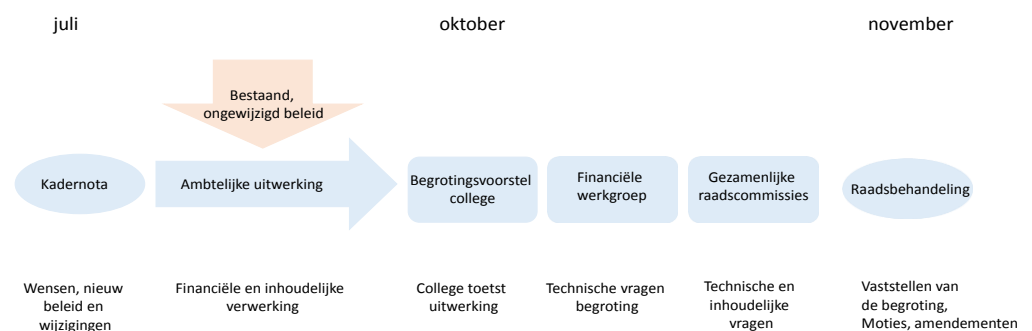 juli
oktober
november
Bestaand,
ongewijzigd beleid
Kadernota
Ambtelijke uitwerking
Begrotingsvoorstel
college
Financiële
werkgroep
Gezamenlijke
raadscommissies
Raadsbehandeling
Wensen, nieuw
beleid en
wijzigingen
Financiële en inhoudelijke
verwerking
College toetst
uitwerking
Technische vragen
begroting
Technische en
inhoudelijke
vragen
Vaststellen van
de begroting,
Moties, amendementen